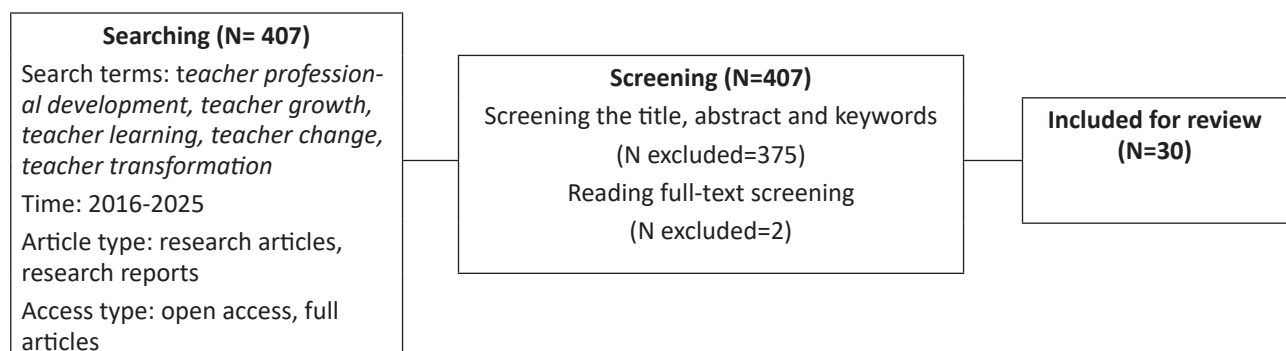 Searching (N= 407)
Search terms: teacher profession-
al development, teacher growth,
teacher learning, teacher change,
teacher transformation
Time: 2016-2025
Article type: research articles,
research reports
Access type: open access, full
articles
Screening (N=407)
Screening the title, abstract and keywords
(N excluded=375)
Reading full-text screening
(N excluded=2)
Included for review
(N=30)